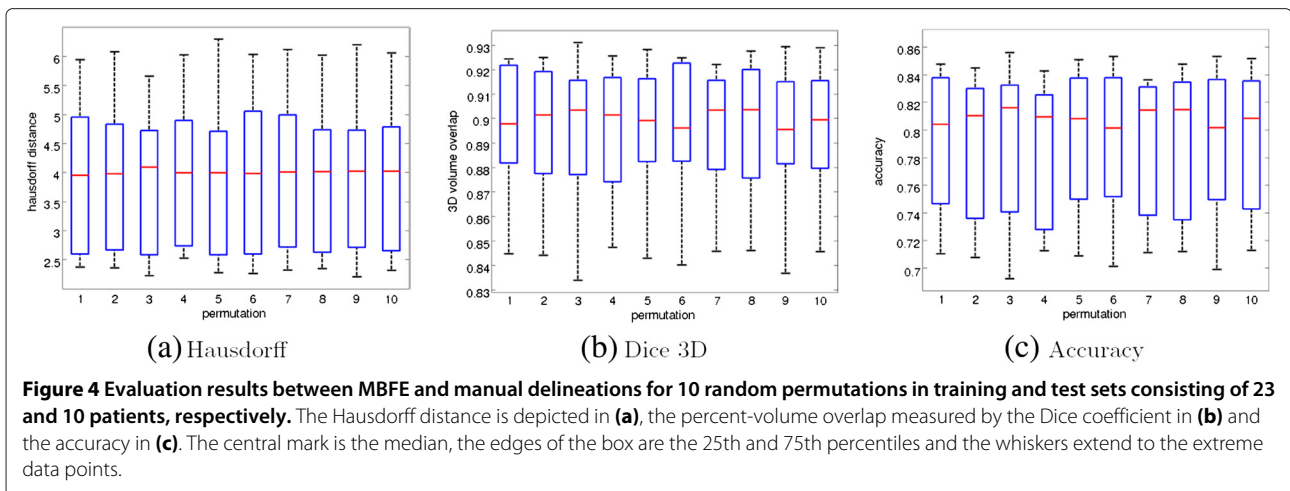 6
5.5
5
4.5
4
3.5
3
2.5
hausdorff distance
1 2 3 4 5 6 7 8 9 10
permutation
(a) Hausdorff
0.93
0.92
0.91
0.9
0.89
0.88
0.87
0.86
0.85
0.84
0.83
3D volume overlap
1 2 3 4 5 6 7 8 9 10
permutation
(b) Dice 3D
0.86
0.84
0.82
0.8
0.78
0.76
0.74
0.72
0.7
accuracy
1 2 3 4 5 6 7 8 9 10
permutation
(c) Accuracy
Figure 4 Evaluation results between MBFE and manual delineations for 10 random permutations in training and test sets consisting of 23
and 10 patients, respectively. The Hausdorff distance is depicted in (a), the percent-volume overlap measured by the Dice coefficient in (b) and
the accuracy in (c). The central mark is the median, the edges of the box are the 25th and 75th percentiles and the whiskers extend to the extreme
data points.